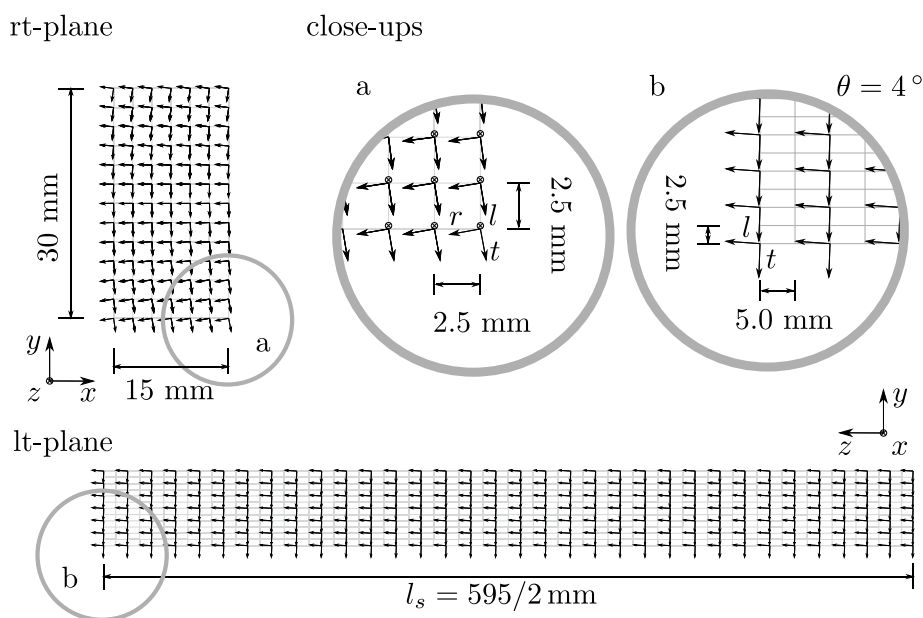 rt-plane
close-ups
a
b
θ = 4°
30 mm
2.5 mm
r
l
t
2.5 mm
2.5 mm
l
t
5.0 mm
a
y
z
x
15 mm
lt-plane
y
z
x
b
l_s = 595/2 mm